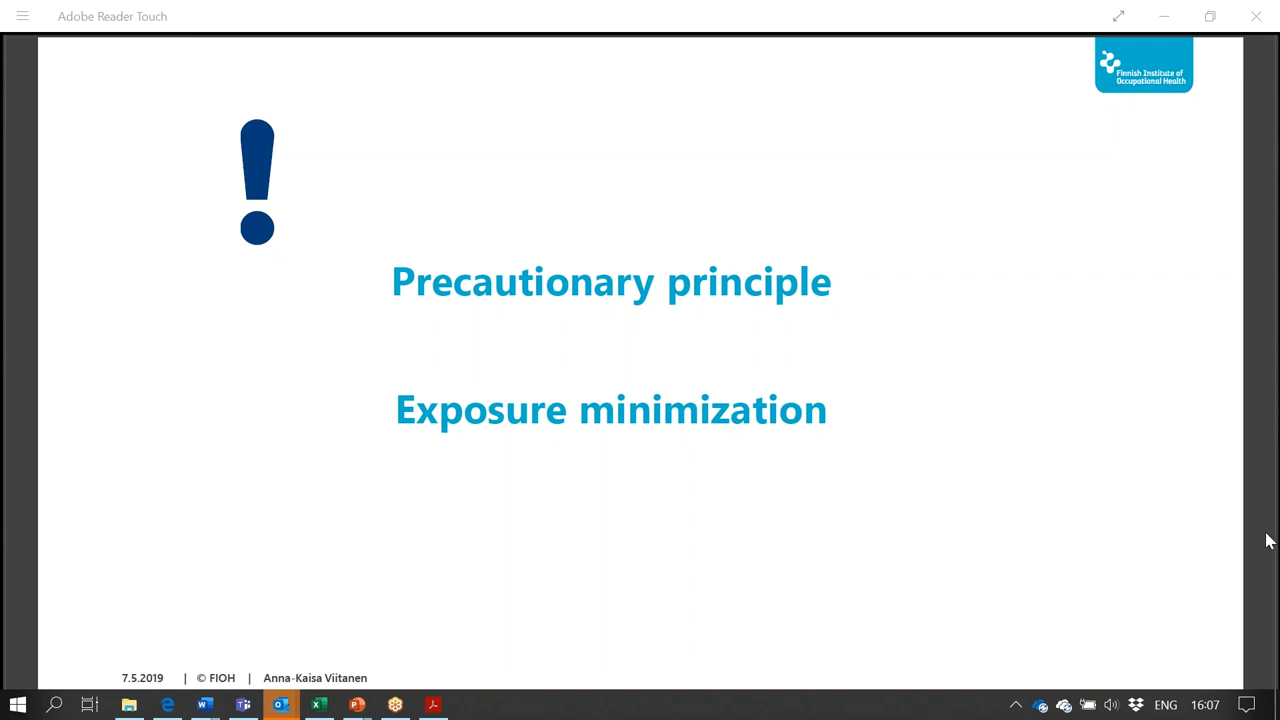 Adobe Reader Touch
Finnish Institute of
Occupational Health
!
Precautionary principle
Exposure minimization
7.5.2019 | © FIOH | Anna-Kaisa Viitanen
ENG 16:07